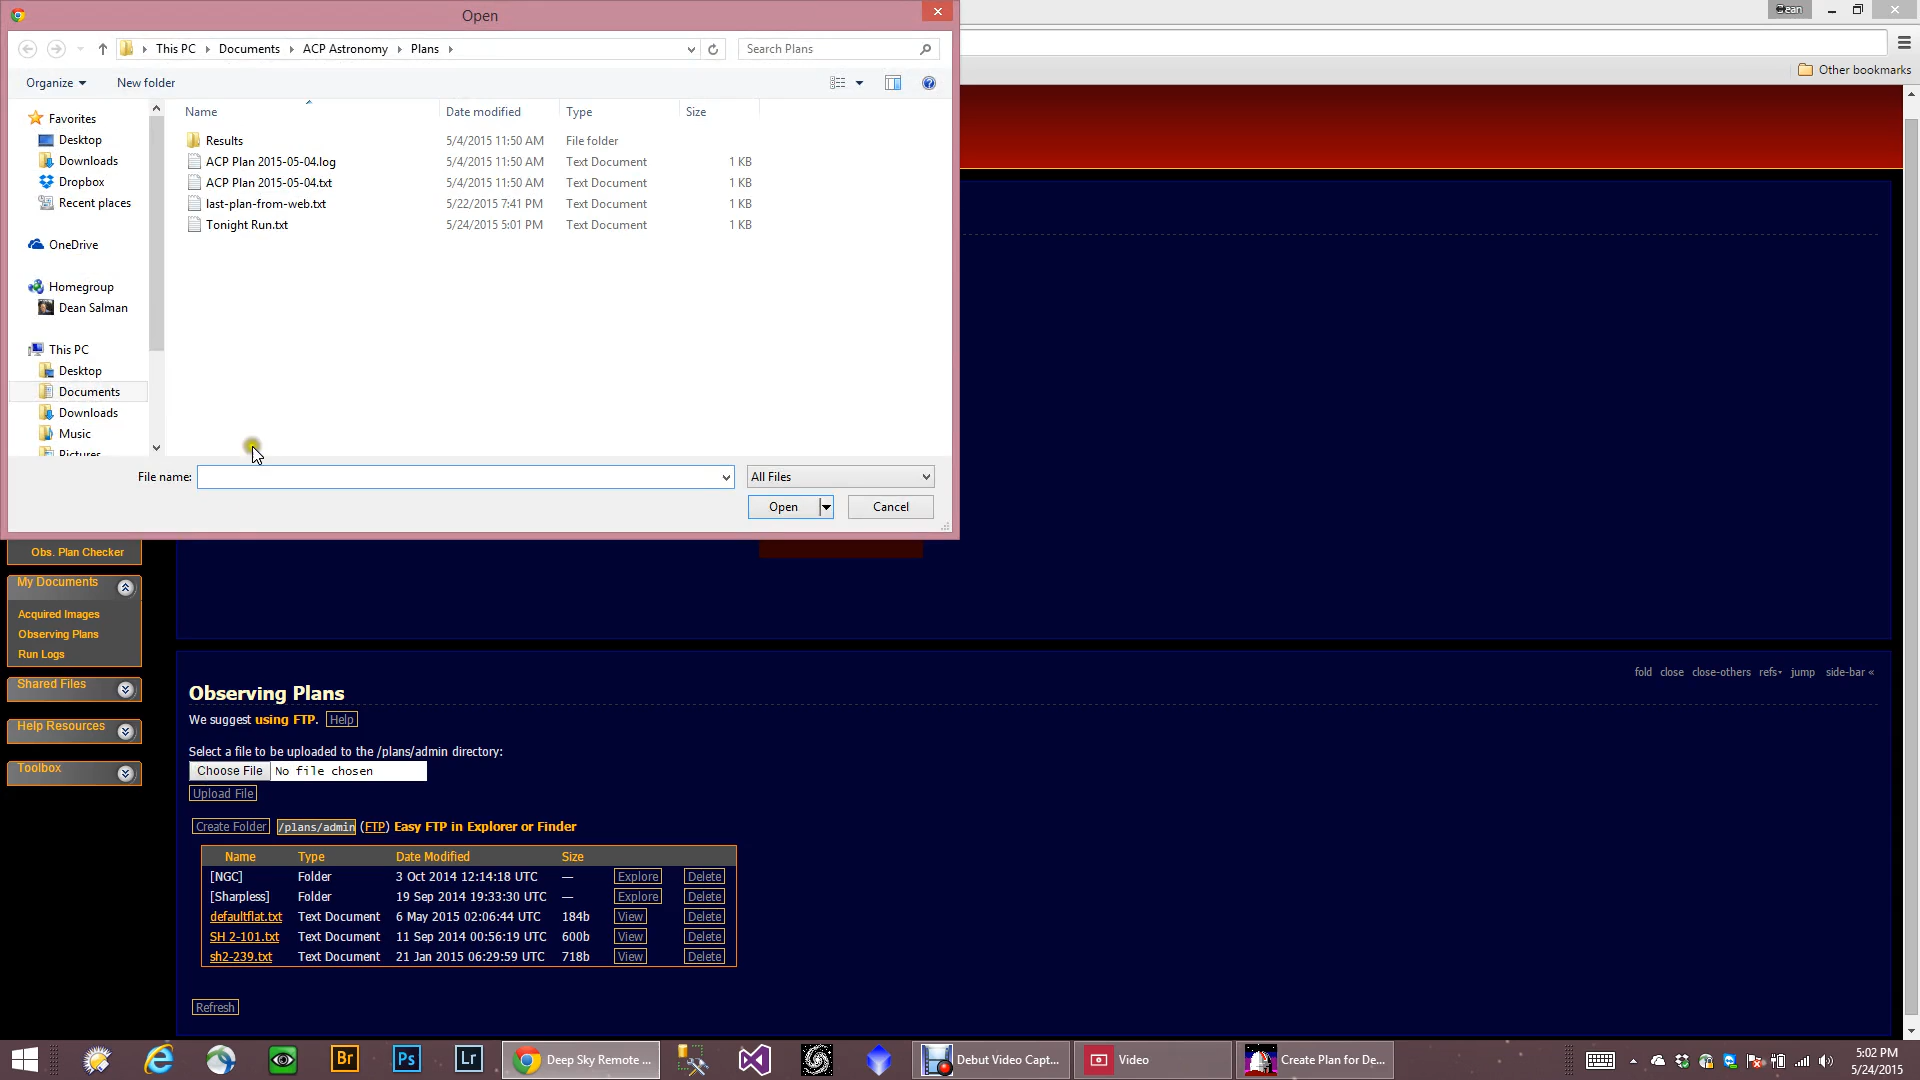 Open
Dean
This PC
Documents
ACP Astronomy
Plans
Search Plans
Organize
New folder
Other bookmarks
Name
Date modified
Type
Size
Favorites
Desktop
Downloads
Dropbox
Recent places
OneDrive
Homegroup
Dean Salman
This PC
Desktop
Documents
Downloads
Music
Pictures
Results 5/4/2015 11:50 AM File folder
ACP Plan 2015-05-04.log 5/4/2015 11:50 AM Text Document 1 KB
ACP Plan 2015-05-04.txt 5/4/2015 11:50 AM Text Document 1 KB
last-plan-from-web.txt 5/22/2015 7:41 PM Text Document 1 KB
Tonight Run.txt 5/24/2015 5:01 PM Text Document 1 KB
File name:
All Files
Open
Cancel
Obs. Plan Checker
My Documents
Acquired Images
Observing Plans
Run Logs
Shared Files
Help Resources
Toolbox
fold close close-others refs jump side-bar «
Observing Plans
We suggest using FTP. Help
Select a file to be uploaded to the /plans/admin directory:
Choose File No file chosen
Upload File
Create Folder /plans/admin (FTP) Easy FTP in Explorer or Finder
Name Type Date Modified Size
[NGC] Folder 3 Oct 2014 12:14:18 UTC — Explore Delete
[Sharpless] Folder 19 Sep 2014 19:33:30 UTC — Explore Delete
defaultflat.txt Text Document 6 May 2015 02:06:44 UTC 184b View Delete
SH 2-101.txt Text Document 11 Sep 2014 00:56:19 UTC 600b View Delete
sh2-239.txt Text Document 21 Jan 2015 06:29:59 UTC 718b View Delete
Refresh
Br
Ps
Lr
Deep Sky Remote ...
Debut Video Capt...
Video
Create Plan for De...
5:02 PM
5/24/2015